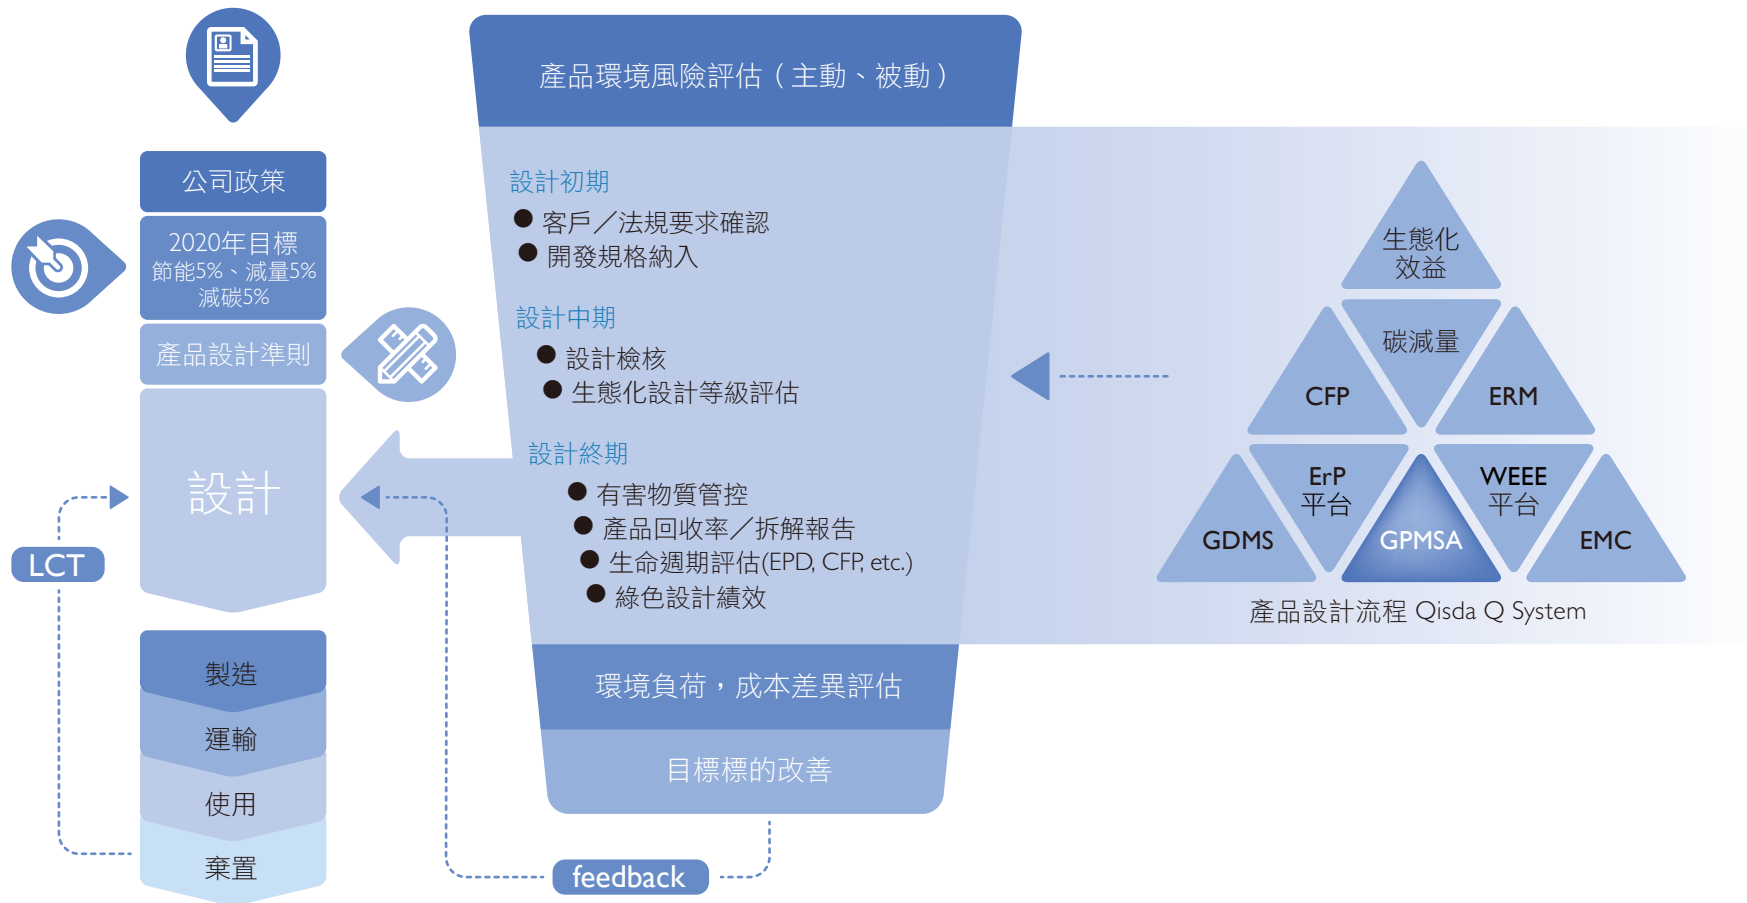 公司政策
2020年目標
節能5%、減量5%
減碳5%
產品設計準則
設計
LCT
製造
運輸
使用
棄置
產品環境風險評估（主動、被動）
設計初期
● 客戶／法規要求確認
● 開發規格納入
設計中期
● 設計檢核
● 生態化設計等級評估
設計終期
● 有害物質管控
● 產品回收率／拆解報告
● 生命週期評估(EPD, CFP, etc.)
● 綠色設計績效
環境負荷，成本差異評估
目標標的改善
feedback
生態化
效益
碳減量
CFP
ERM
ErP
平台
WEEE
平台
GDMS
GPMSA
EMC
產品設計流程 Qisda Q System